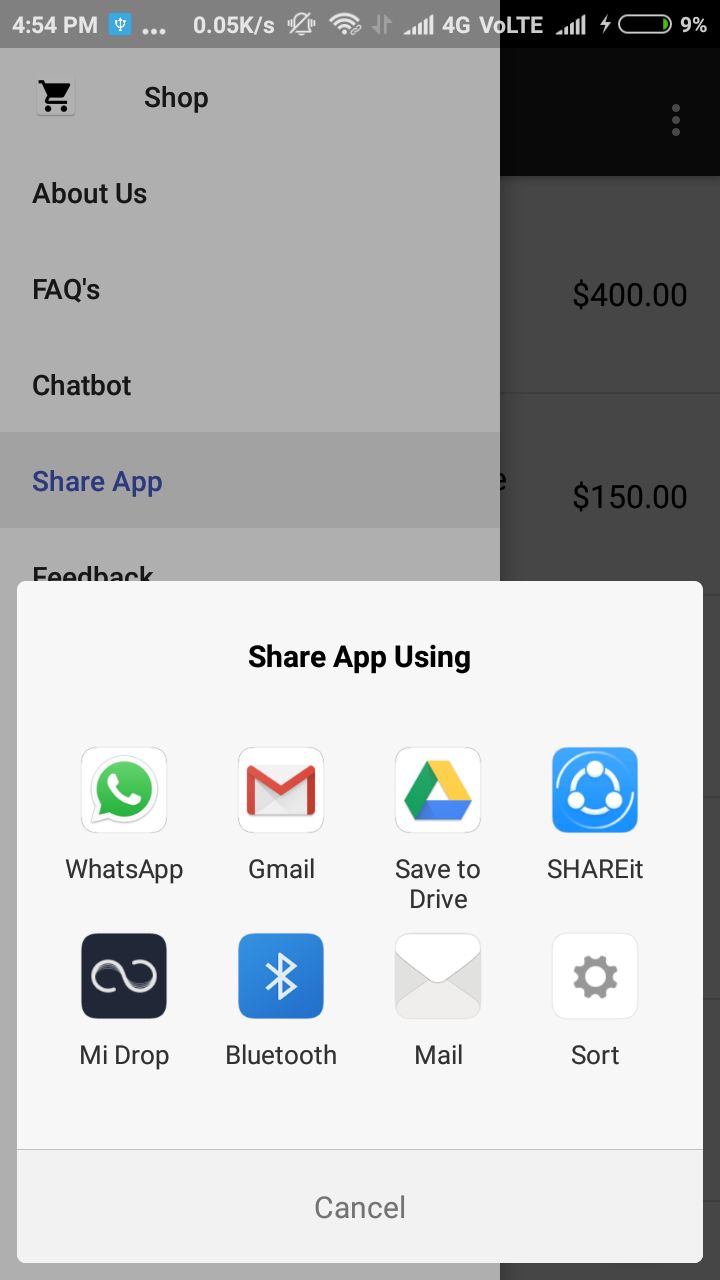 4:54 PM ... 0.05K/s 4G VoLTE 9%
Shop
About Us
FAQ's
$400.00
Chatbot
Share App
e $150.00
Feedback
Share App Using
WhatsApp Gmail Save to Drive SHAREit
Mi Drop Bluetooth Mail Sort
Cancel